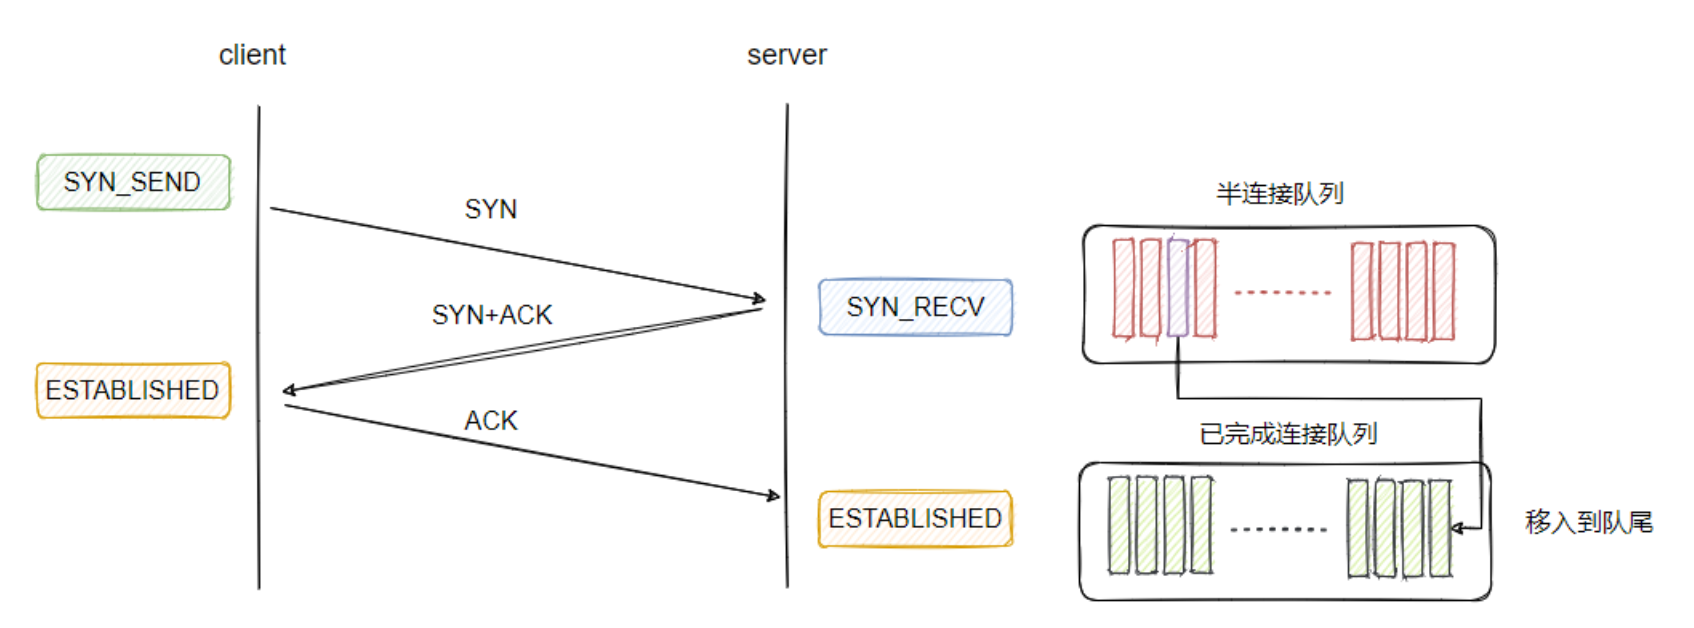 client
server
SYN_SEND
SYN
半连接队列
SYN+ACK
SYN_RECV
ESTABLISHED
ACK
已完成连接队列
ESTABLISHED
移入到队尾